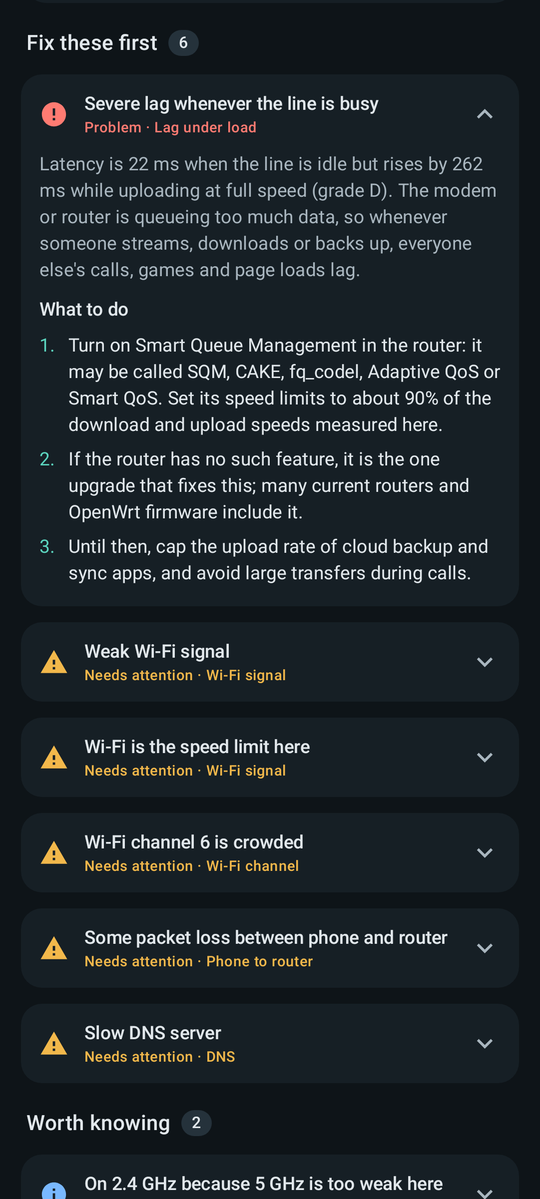 Fix these first 6
Severe lag whenever the line is busy
Problem · Lag under load
Latency is 22 ms when the line is idle but rises by 262
ms while uploading at full speed (grade D). The modem
or router is queueing too much data, so whenever
someone streams, downloads or backs up, everyone
else's calls, games and page loads lag.
What to do
1. Turn on Smart Queue Management in the router: it
may be called SQM, CAKE, fq_codel, Adaptive QoS or
Smart QoS. Set its speed limits to about 90% of the
download and upload speeds measured here.
2. If the router has no such feature, it is the one
upgrade that fixes this; many current routers and
OpenWrt firmware include it.
3. Until then, cap the upload rate of cloud backup and
sync apps, and avoid large transfers during calls.
Weak Wi-Fi signal
Needs attention · Wi-Fi signal
Wi-Fi is the speed limit here
Needs attention · Wi-Fi signal
Wi-Fi channel 6 is crowded
Needs attention · Wi-Fi channel
Some packet loss between phone and router
Needs attention · Phone to router
Slow DNS server
Needs attention · DNS
Worth knowing 2
On 2.4 GHz because 5 GHz is too weak here